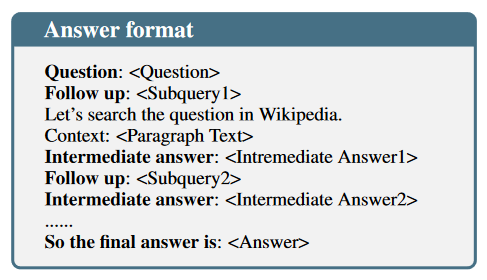 Answer format
Question: <Question>
Follow up: <Subquery1>
Let's search the question in Wikipedia.
Context: <Paragraph Text>
Intermediate answer: <Intremediate Answer1>
Follow up: <Subquery2>
Intermediate answer: <Intermediate Answer2>
......
So the final answer is: <Answer>